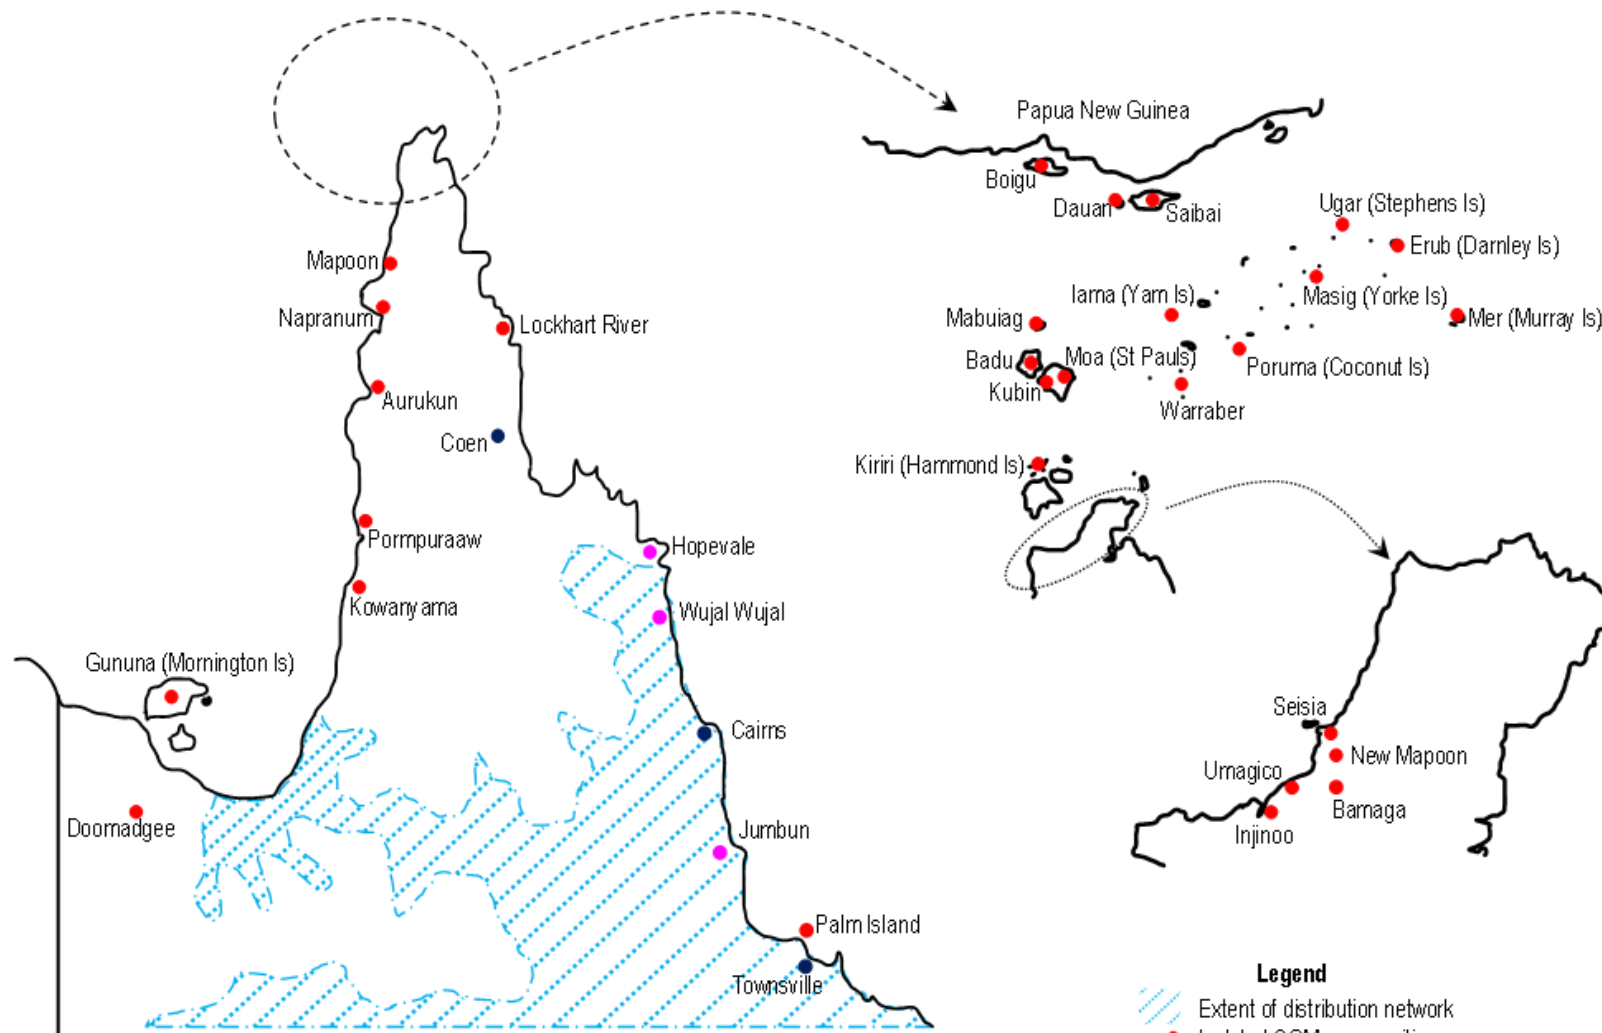 Papua New Guinea
Boigu
Dauan
Saibai
Ugar (Stephens Is)
Erub (Darnley Is)
Masig (Yorke Is)
Iama (Yam Is)
Mabuiag
Mer (Murray Is)
Badu
Moa (St Pauls)
Poruma (Coconut Is)
Kubin
Warraber
Kiriri (Hammond Is)
Mapoon
Napranum
Lockhart River
Aurukun
Coen
Pormpuraaw
Hopevale
Kowanyama
Wujal Wujal
Gununa (Mornington Is)
Cairns
Doomadgee
Jumbun
Palm Island
Townsville
Seisia
New Mapoon
Umagico
Bamaga
Injinoo
Legend
Extent of distribution network